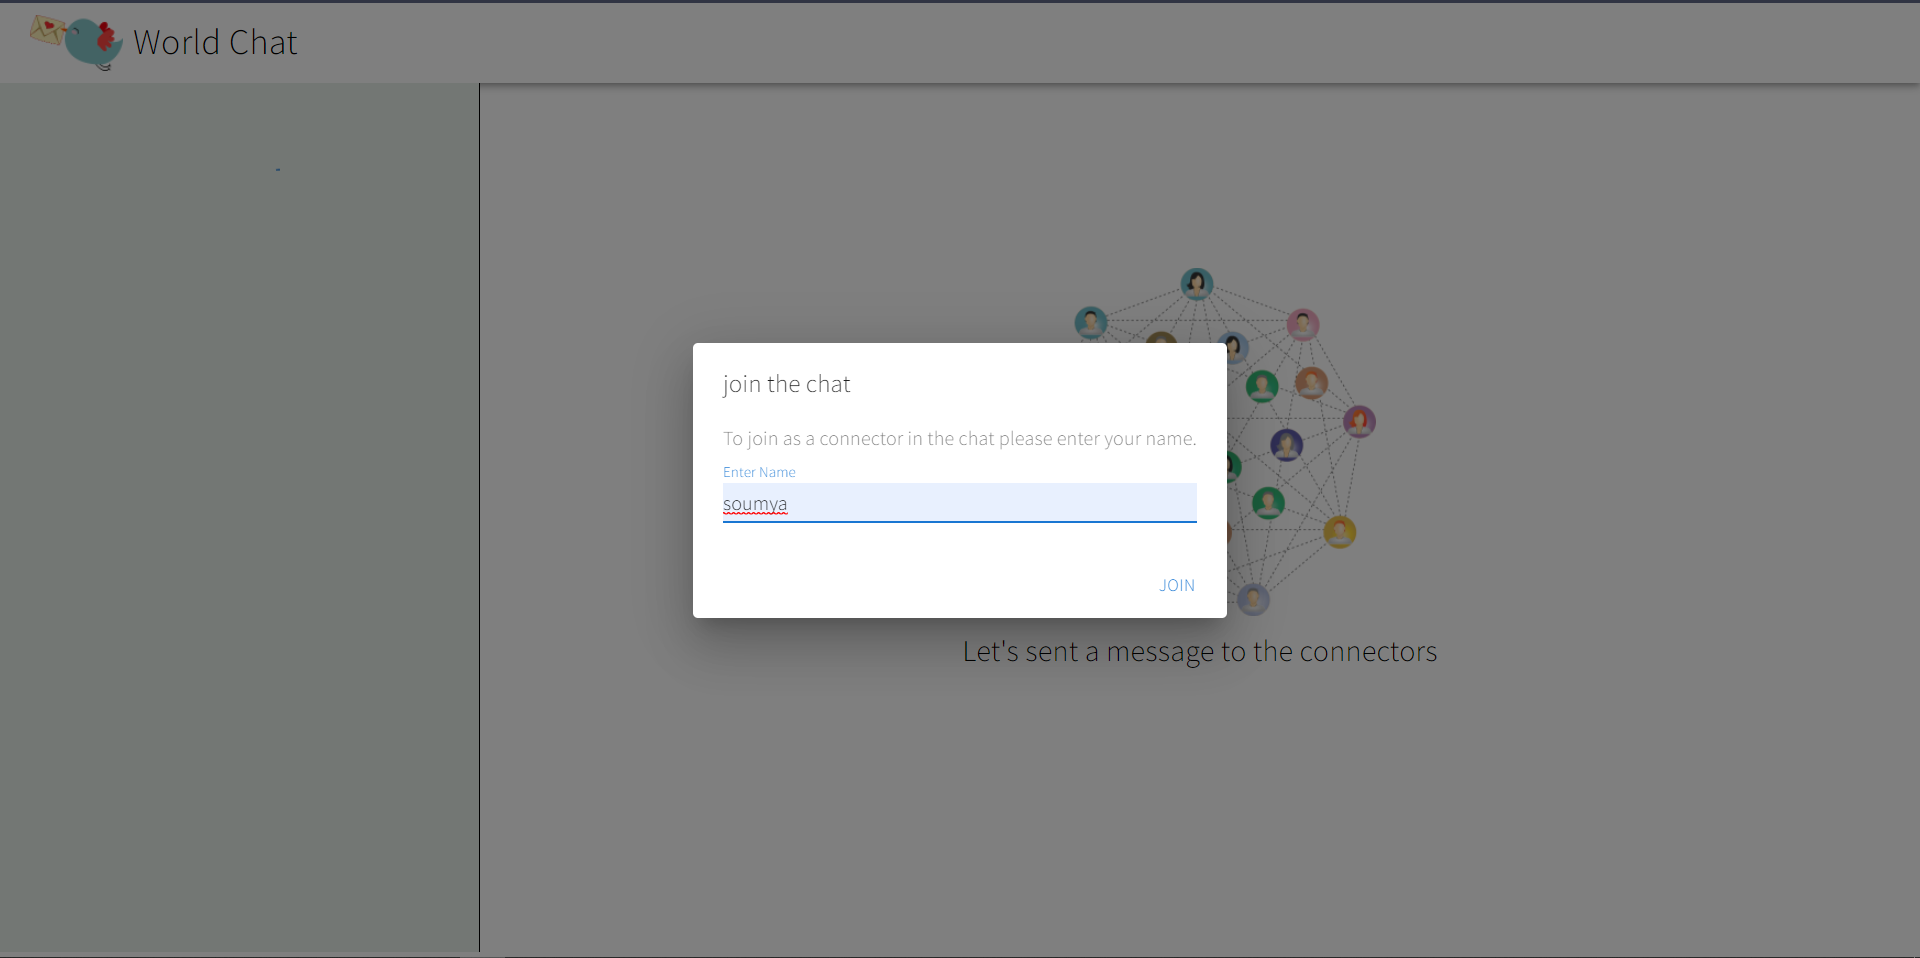 World Chat
join the chat
To join as a connector in the chat please enter your name.
Enter Name
soumya
JOIN
Let's sent a message to the connectors